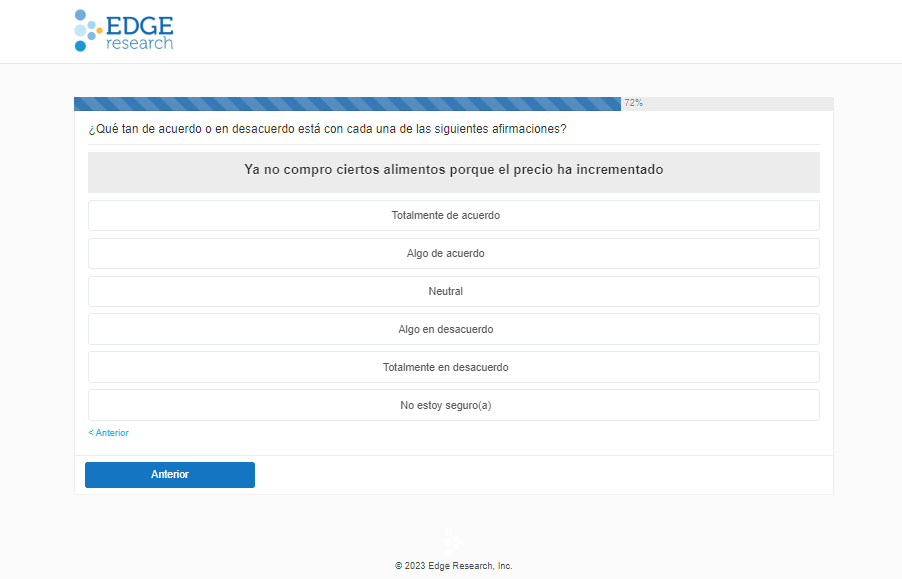 EDGE
research
72%
¿Qué tan de acuerdo o en desacuerdo está con cada una de las siguientes afirmaciones?
Ya no compro ciertos alimentos porque el precio ha incrementado
Totalmente de acuerdo
Algo de acuerdo
Neutral
Algo en desacuerdo
Totalmente en desacuerdo
No estoy seguro(a)
< Anterior
Anterior
© 2023 Edge Research, Inc.